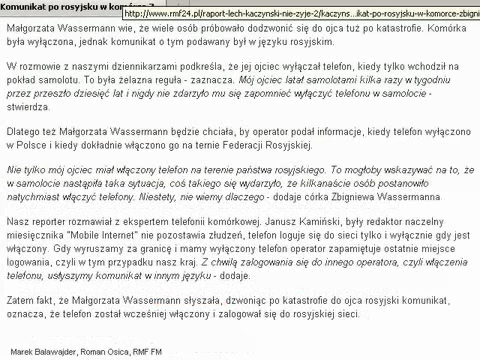 Komunikat po rosyjsku w komórce Z
http://www.rmf24.pl/raport-lech-kaczynski-nie-zyje-2/kaczyns...ikat-po-rosyjsku-w-komorce-zbigni
Małgorzata Wassermann wie, że wiele osób próbowało dodzwonić się do ojca tuż po katastrofie. Komórka
była wyłączona, jednak komunikat o tym podawany był w języku rosyjskim.
W rozmowie z naszymi dziennikarzami podkreśla, że jej ojciec wyłączał telefon, kiedy tylko wchodził na
pokład samolotu. To była żelazna reguła - zaznacza. Mój ojciec latał samolotami kilka razy w tygodniu
przez przeszło dziesięć lat i nigdy nie zdarzyło mu się zapomnieć wyłączyć telefonu w samolocie -
stwierdza.
Dlatego też Małgorzata Wassermann będzie chciała, by operator podał informacje, kiedy telefon wyłączono
w Polsce i kiedy dokładnie włączono go na ternie Federacji Rosyjskiej.
Nie tylko mój ojciec miał włączony telefon na terenie państwa rosyjskiego. To mogłoby wskazywać na to, że
w samolocie nastąpiła taka sytuacja, coś takiego się wydarzyło, że kilkanaście osób postanowiło
natychmiast włączyć telefony. Niestety, nie wiemy dlaczego - dodaje córka Zbigniewa Wassermanna.
Nasz reporter rozmawiał z ekspertem telefonii komórkowej. Janusz Kamiński, były redaktor naczelny
miesięcznika "Mobile Internet" nie pozostawia złudzeń, telefon loguje się do sieci tylko i wyłącznie gdy jest
włączony. Gdy wyruszamy za granicę i mamy wyłączony telefon operator zapamiętuje ostatnie miejsce
logowania, czyli w tym przypadku nasz kraj. Z chwilą zalogowania się do innego operatora, czyli włączenia
telefonu, usłyszymy komunikat w innym języku - dodaje.
Zatem fakt, że Małgorzata Wassermann słyszała, dzwoniąc po katastrofie do ojca rosyjski komunikat,
oznacza, że telefon został wcześniej włączony i zalogował się do rosyjskiej sieci.
Marek Balawajder, Roman Osica, RMF FM